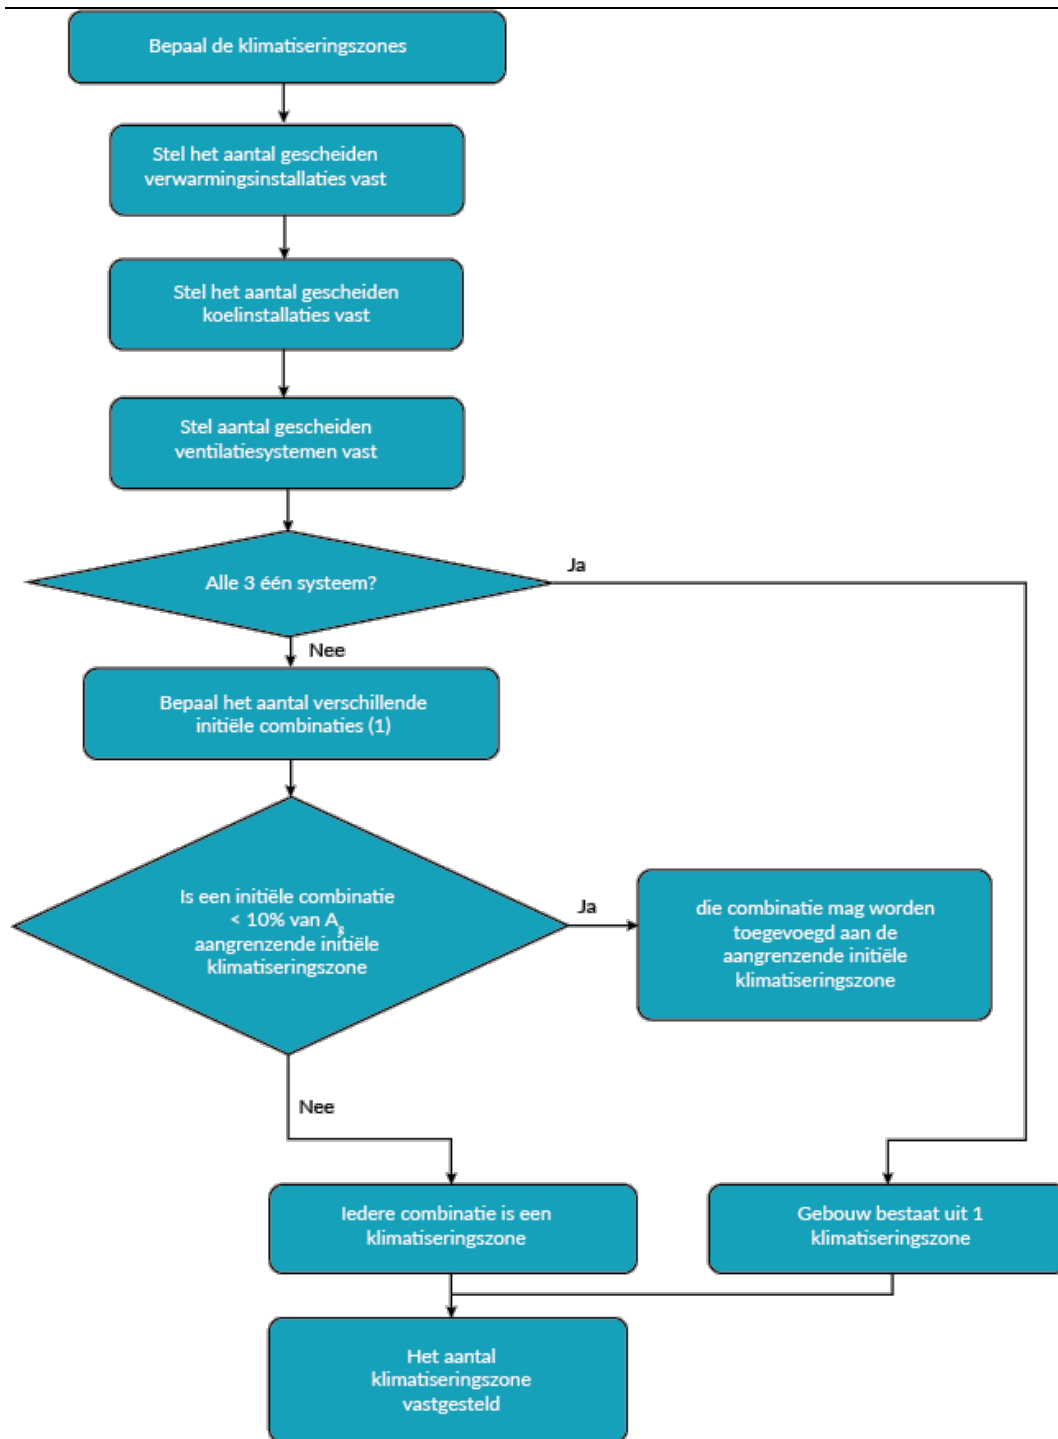 Bepaal de klimatiseringszones
Stel het aantal gescheiden
verwarmingsinstallaties vast
Stel het aantal gescheiden
koelinstallaties vast
Stel aantal gescheiden
ventilatiesystemen vast
Alle 3 één systeem?
Ja
Nee
Bepaal het aantal verschillende
initiële combinaties (1)
Is een initiële combinatie
< 10% van Ag
aangrenzende initiële
klimatiseringszone
Ja
die combinatie mag worden
toegevoegd aan de
aangrenzende initiële
klimatiseringszone
Nee
Iedere combinatie is een
klimatiseringszone
Gebouw bestaat uit 1
klimatiseringszone
Het aantal
klimatiseringszone
vastgesteld